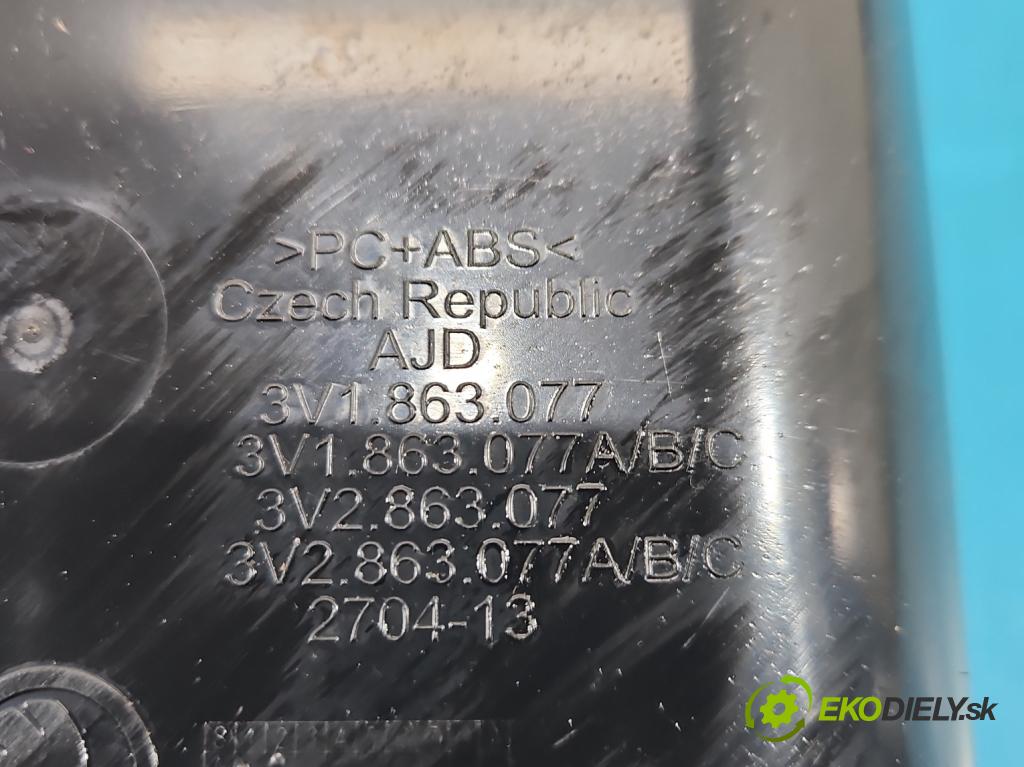 >PC+ABS<
Czech Republic
AJD
3V1.863.077
3V1.863.077A/B/C
3V2.863.077
3V2.863.077A/B/C
2704-13
EKODIELY.sk